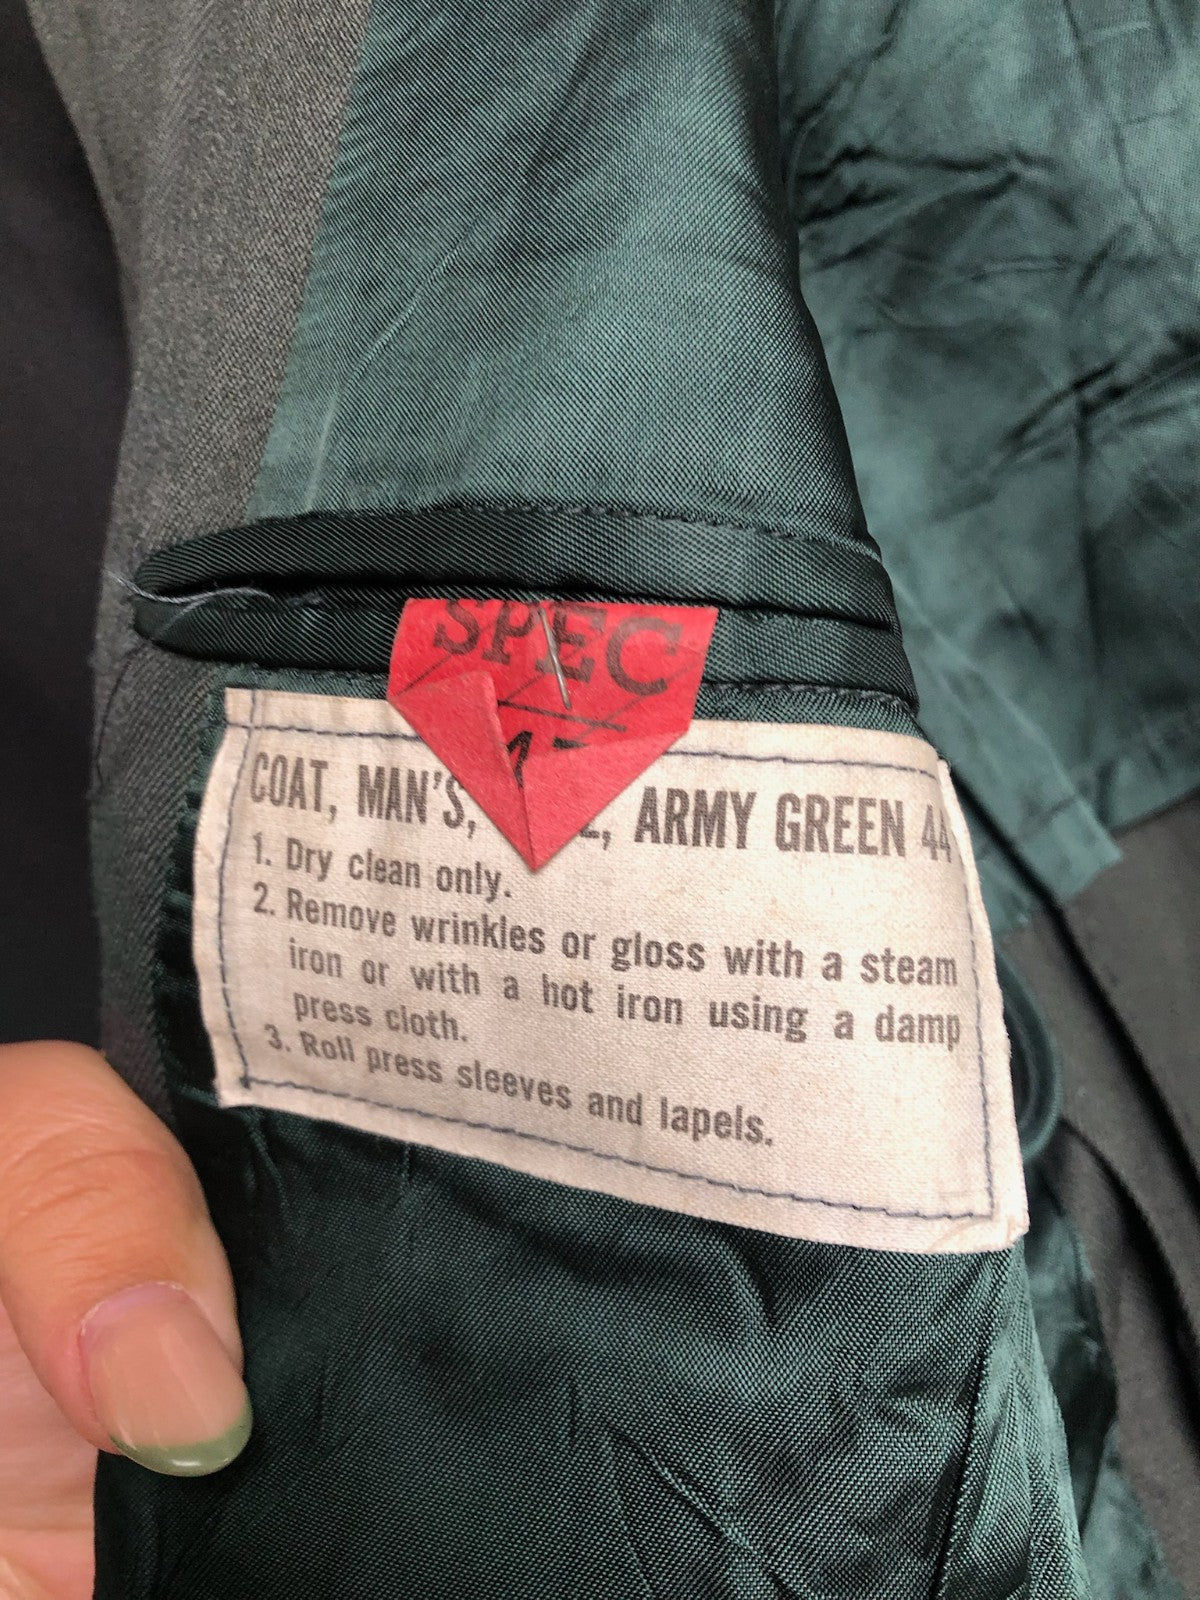 SPEC
COAT, MAN'S, ARMY GREEN 44
1. Dry clean only.
2. Remove wrinkles or gloss with a steam
iron or with a hot iron using a damp
press cloth.
3. Roll press sleeves and lapels.